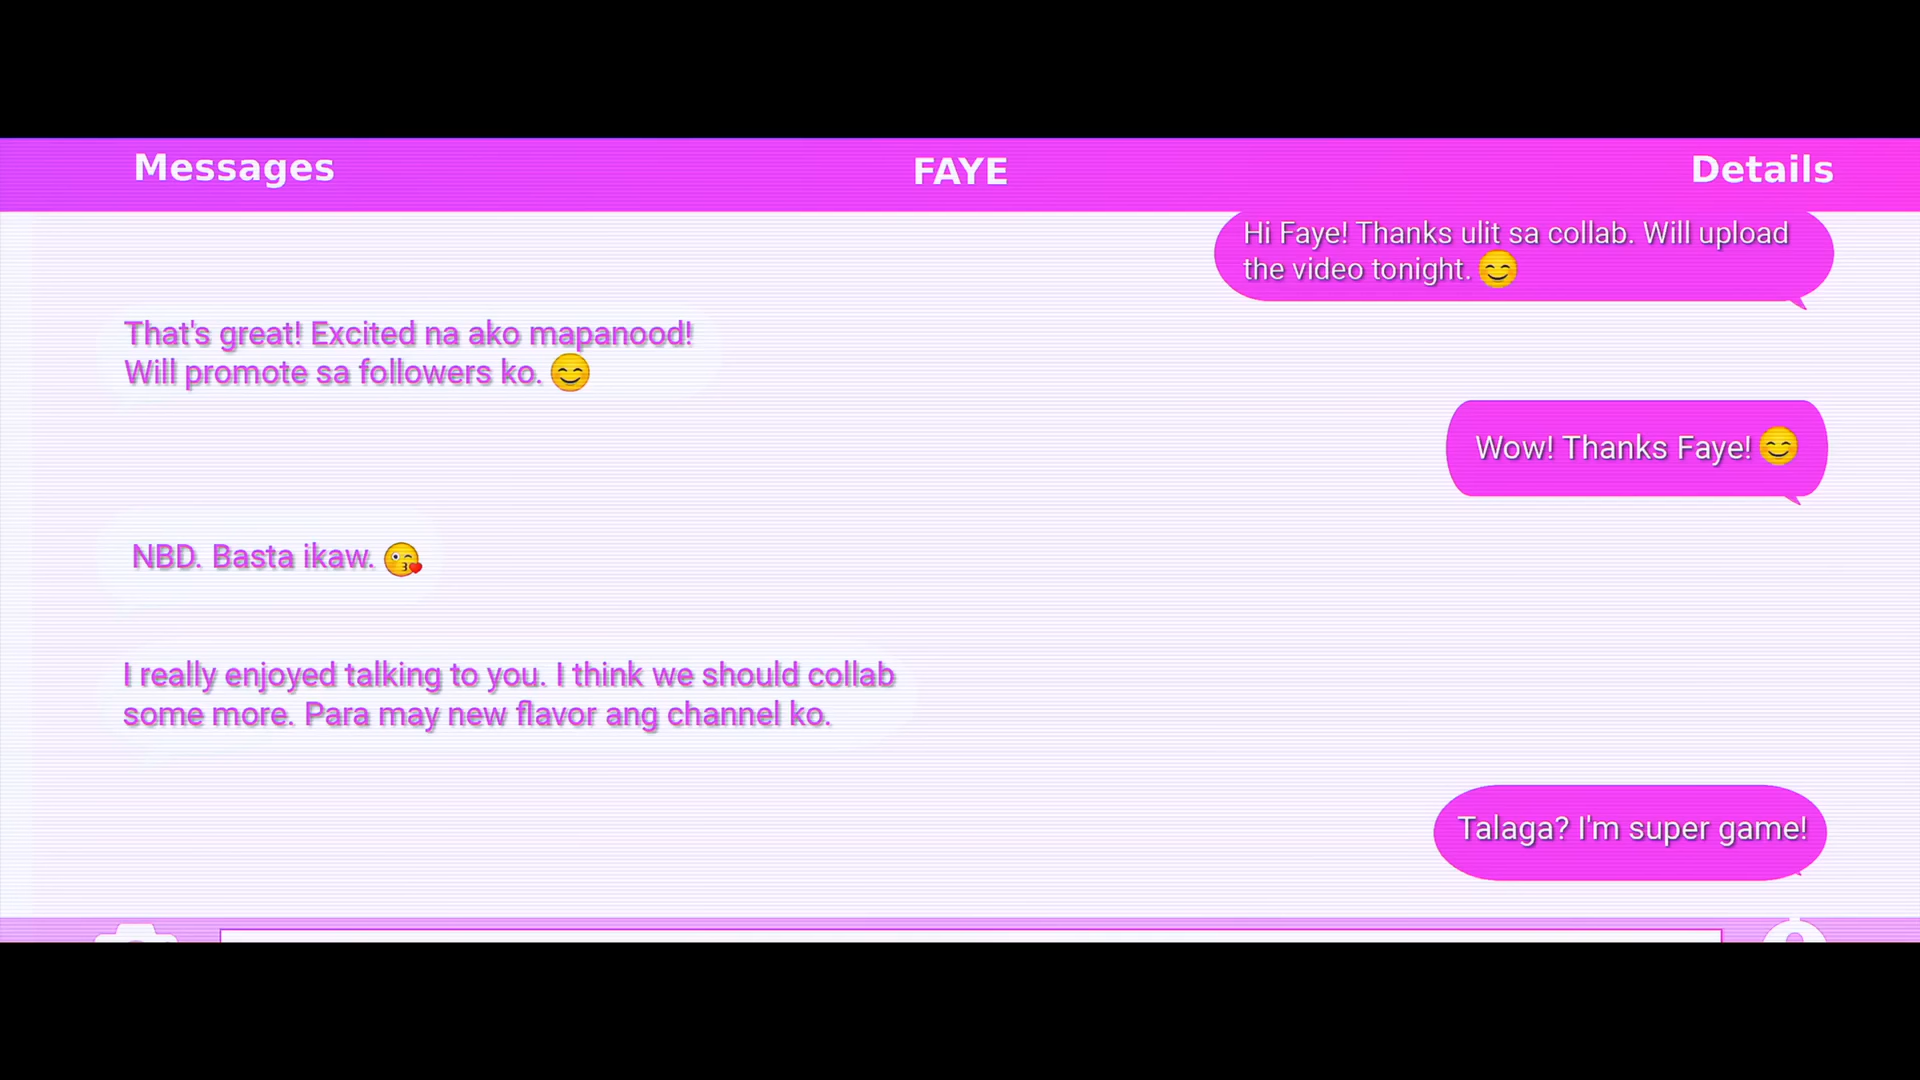 Messages
FAYE
Details
Hi Faye! Thanks ulit sa collab. Will upload
the video tonight. 😊
That's great! Excited na ako mapanood!
Will promote sa followers ko. 😊
Wow! Thanks Faye! 😊
NBD. Basta ikaw. 😘
I really enjoyed talking to you. I think we should collab
some more. Para may new flavor ang channel ko.
Talaga? I'm super game!